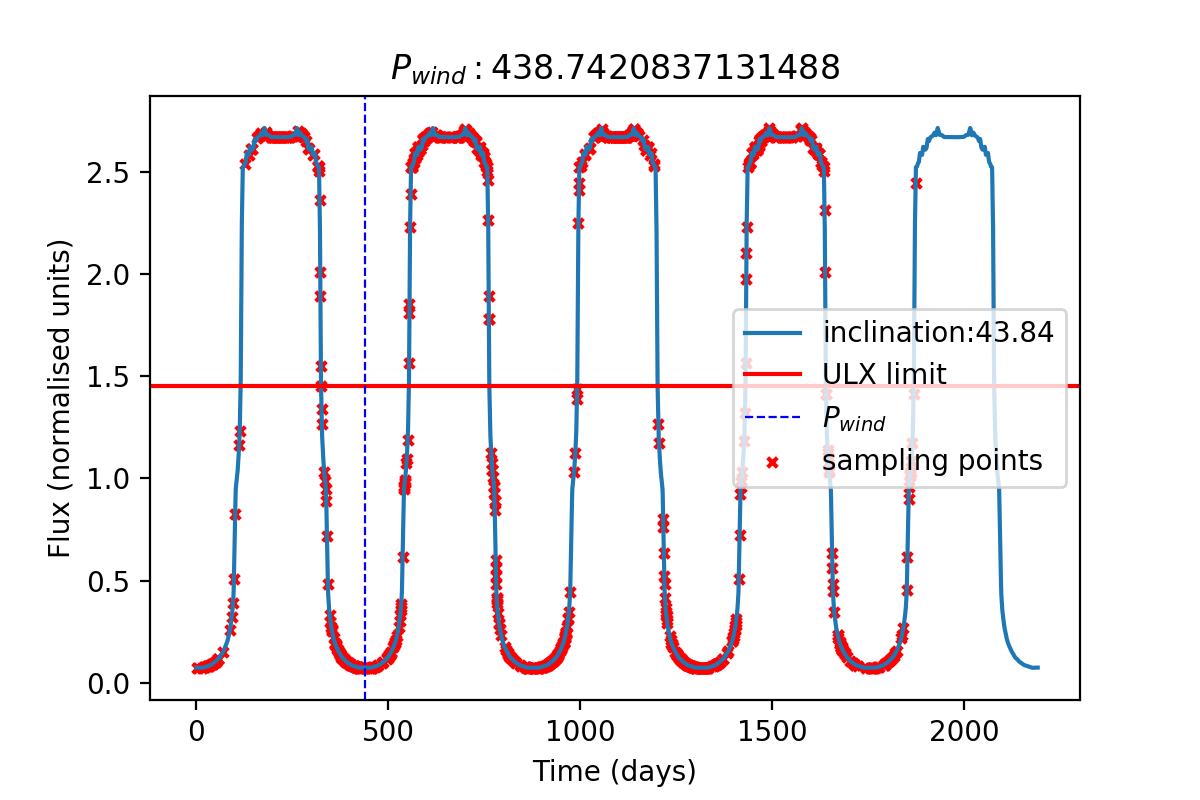 P_wind : 438.7420837131488
2.5
2.0
1.5
1.0
0.5
0.0
Flux (normalised units)
inclination:43.84
ULX limit
P_wind
sampling points
0
500
1000
1500
2000
Time (days)